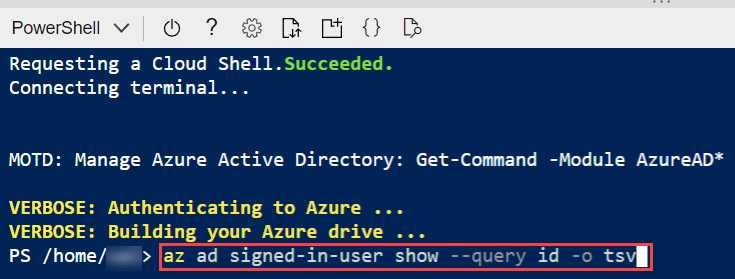 PowerShell
Requesting a Cloud Shell.Succeeded.
Connecting terminal...
MOTD: Manage Azure Active Directory: Get-Command -Module AzureAD*
VERBOSE: Authenticating to Azure ...
VERBOSE: Building your Azure drive ...
PS /home/ > az ad signed-in-user show --query id -o tsv